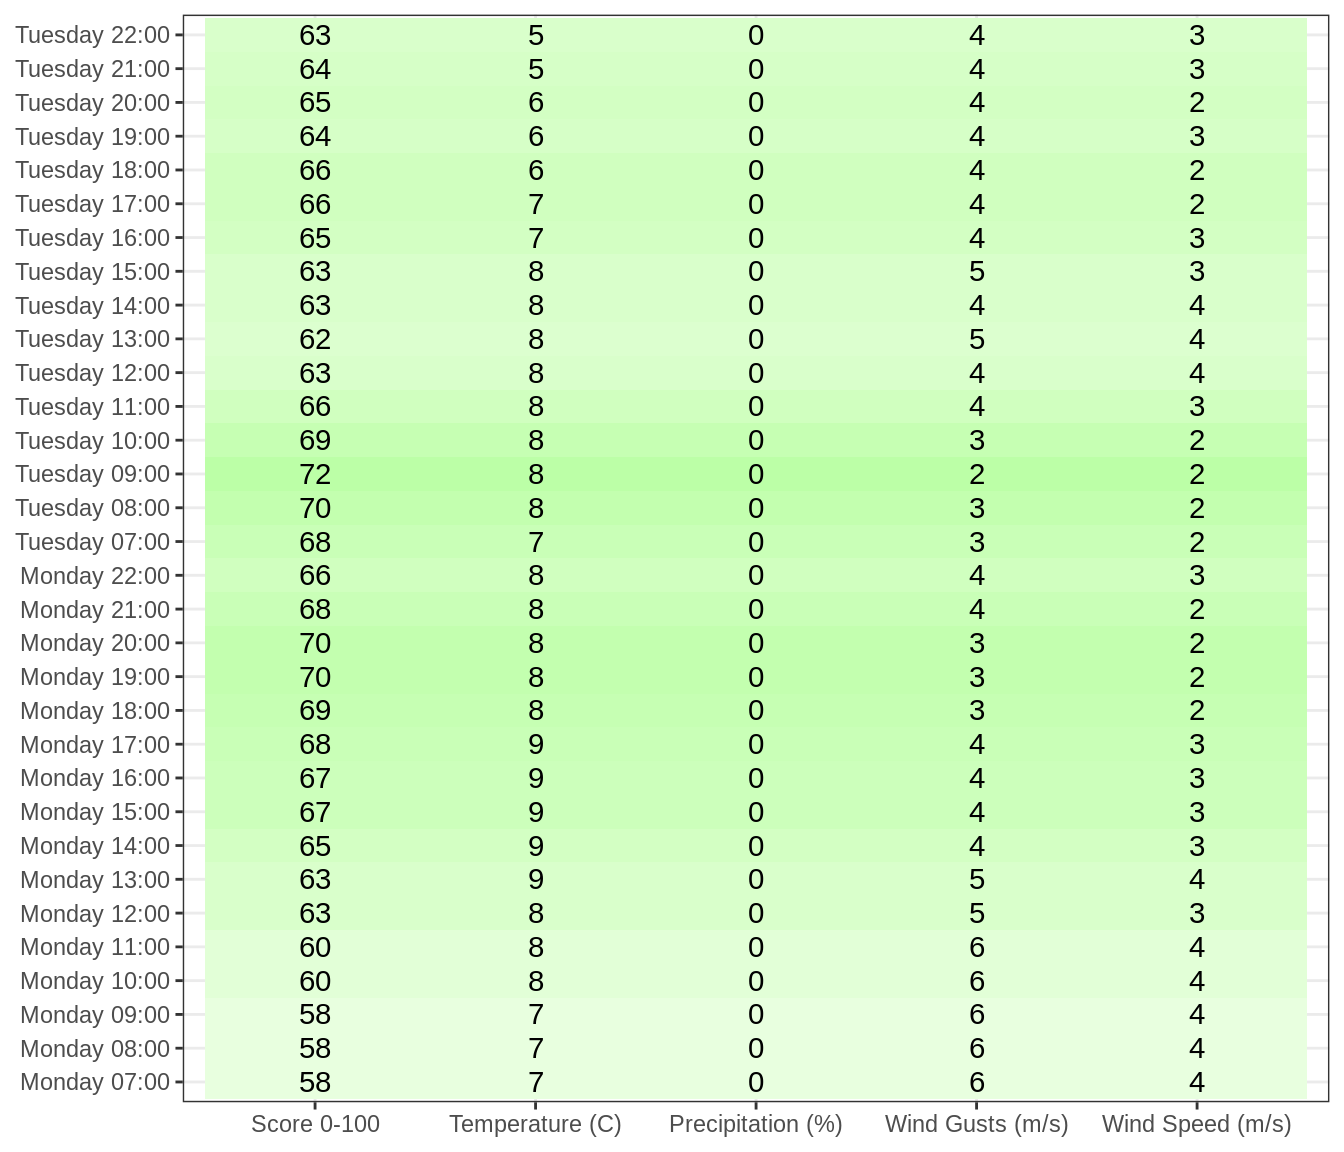 Tuesday 22:00 63 5 0 4 3
Tuesday 21:00 64 5 0 4 3
Tuesday 20:00 65 6 0 4 2
Tuesday 19:00 64 6 0 4 3
Tuesday 18:00 66 6 0 4 2
Tuesday 17:00 66 7 0 4 2
Tuesday 16:00 65 7 0 4 3
Tuesday 15:00 63 8 0 5 3
Tuesday 14:00 63 8 0 4 4
Tuesday 13:00 62 8 0 5 4
Tuesday 12:00 63 8 0 4 4
Tuesday 11:00 66 8 0 4 3
Tuesday 10:00 69 8 0 3 2
Tuesday 09:00 72 8 0 2 2
Tuesday 08:00 70 8 0 3 2
Tuesday 07:00 68 7 0 3 2
Monday 22:00 66 8 0 4 3
Monday 21:00 68 8 0 4 2
Monday 20:00 70 8 0 3 2
Monday 19:00 70 8 0 3 2
Monday 18:00 69 8 0 3 2
Monday 17:00 68 9 0 4 3
Monday 16:00 67 9 0 4 3
Monday 15:00 67 9 0 4 3
Monday 14:00 65 9 0 4 3
Monday 13:00 63 9 0 5 4
Monday 12:00 63 8 0 5 3
Monday 11:00 60 8 0 6 4
Monday 10:00 60 8 0 6 4
Monday 09:00 58 7 0 6 4
Monday 08:00 58 7 0 6 4
Monday 07:00 58 7 0 6 4
Score 0-100 Temperature (C) Precipitation (%) Wind Gusts (m/s) Wind Speed (m/s)